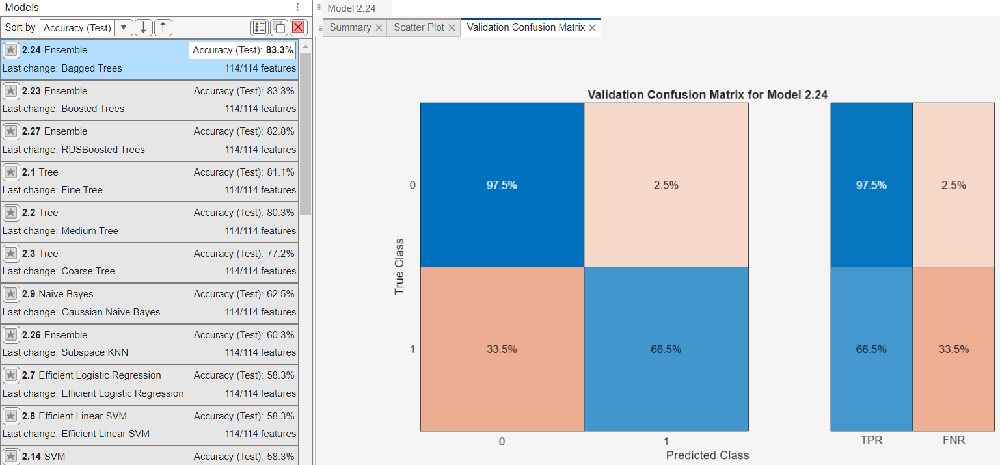 Models
Sort by Accuracy (Test)
2.24 Ensemble Accuracy (Test): 83.3%
Last change: Bagged Trees 114/114 features
2.23 Ensemble Accuracy (Test): 83.3%
Last change: Boosted Trees 114/114 features
2.27 Ensemble Accuracy (Test): 82.8%
Last change: RUSBoosted Trees 114/114 features
2.1 Tree Accuracy (Test): 81.1%
Last change: Fine Tree 114/114 features
2.2 Tree Accuracy (Test): 80.3%
Last change: Medium Tree 114/114 features
2.3 Tree Accuracy (Test): 77.2%
Last change: Coarse Tree 114/114 features
2.9 Naive Bayes Accuracy (Test): 62.5%
Last change: Gaussian Naive Bayes 114/114 features
2.26 Ensemble Accuracy (Test): 60.3%
Last change: Subspace KNN 114/114 features
2.7 Efficient Logistic Regression Accuracy (Test): 58.3%
Last change: Efficient Logistic Regression 114/114 features
2.8 Efficient Linear SVM Accuracy (Test): 58.3%
Last change: Efficient Linear SVM 114/114 features
2.14 SVM Accuracy (Test): 58.3%
Model 2.24
Summary Scatter Plot Validation Confusion Matrix
Validation Confusion Matrix for Model 2.24
True Class
0 97.5% 2.5% 97.5% 2.5%
1 33.5% 66.5% 66.5% 33.5%
0 1 TPR FNR
Predicted Class